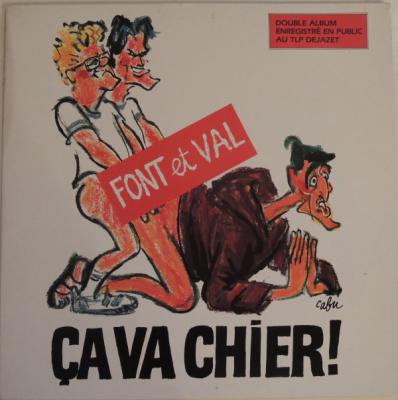 DOUBLE ALBUM
ENREGISTRÉ EN PUBLIC
AU TLP DEJAZET
FONT et VAL
cabu
ÇA VA CHiER!